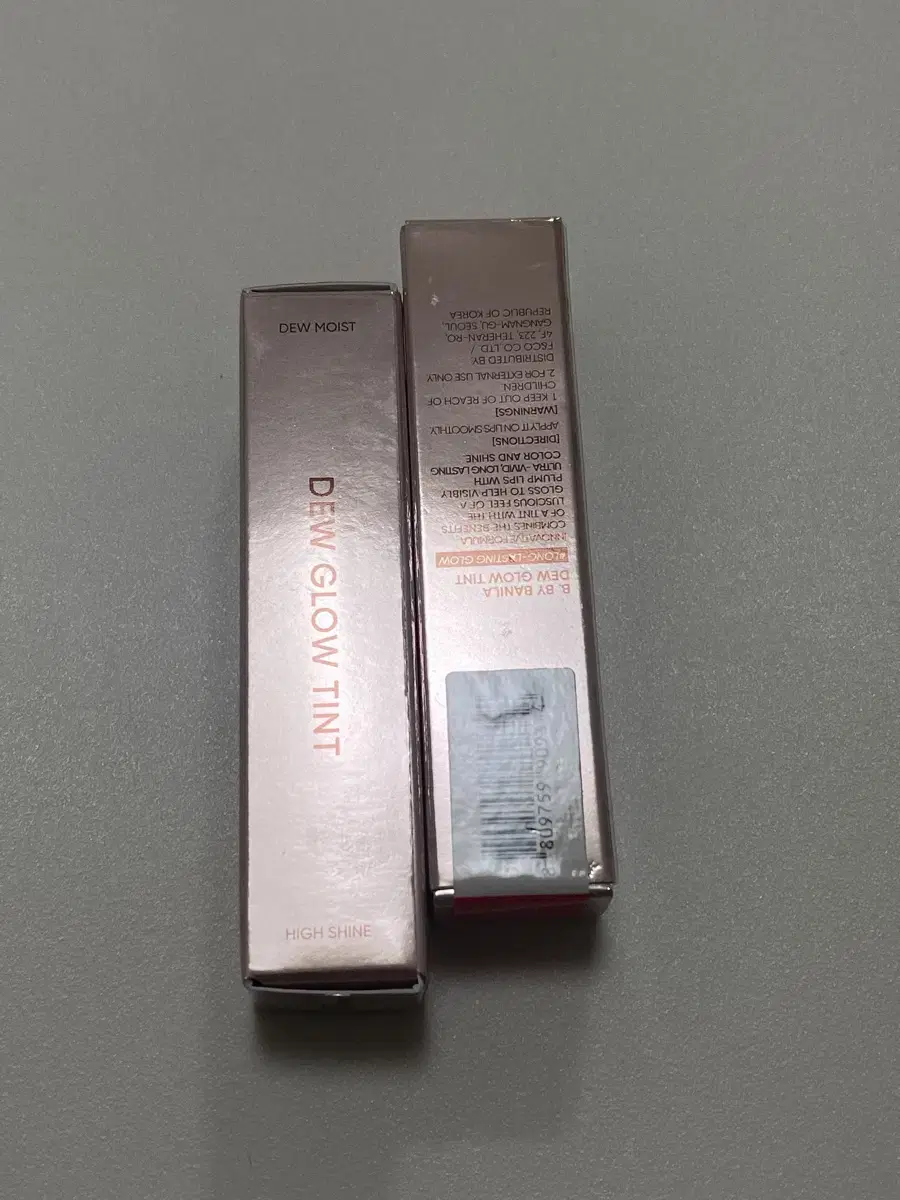 DEW MOIST
DEW GLOW TINT
HIGH SHINE
B. BY BANILA
DEW GLOW TINT
#LONG-LASTING GLOW
INNOVATIVE FORMULA
COMBINES THE BENEFITS
OF A TINT WITH THE
LUSCIOUS FEEL OF A
GLOSS TO HELP VISIBLY
PLUMP LIPS WITH
ULTRA-VIVID, LONG LASTING
COLOR AND SHINE
[DIRECTIONS]
APPLY IT ON LIPS SMOOTHLY.
[WARNINGS]
1. KEEP OUT OF REACH OF
CHILDREN.
2. FOR EXTERNAL USE ONLY.
DISTRIBUTED BY.
F&CO CO. LTD. /
4F, 223, TEHERAN-RO,
GANGNAM-GU, SEOUL,
REPUBLIC OF KOREA